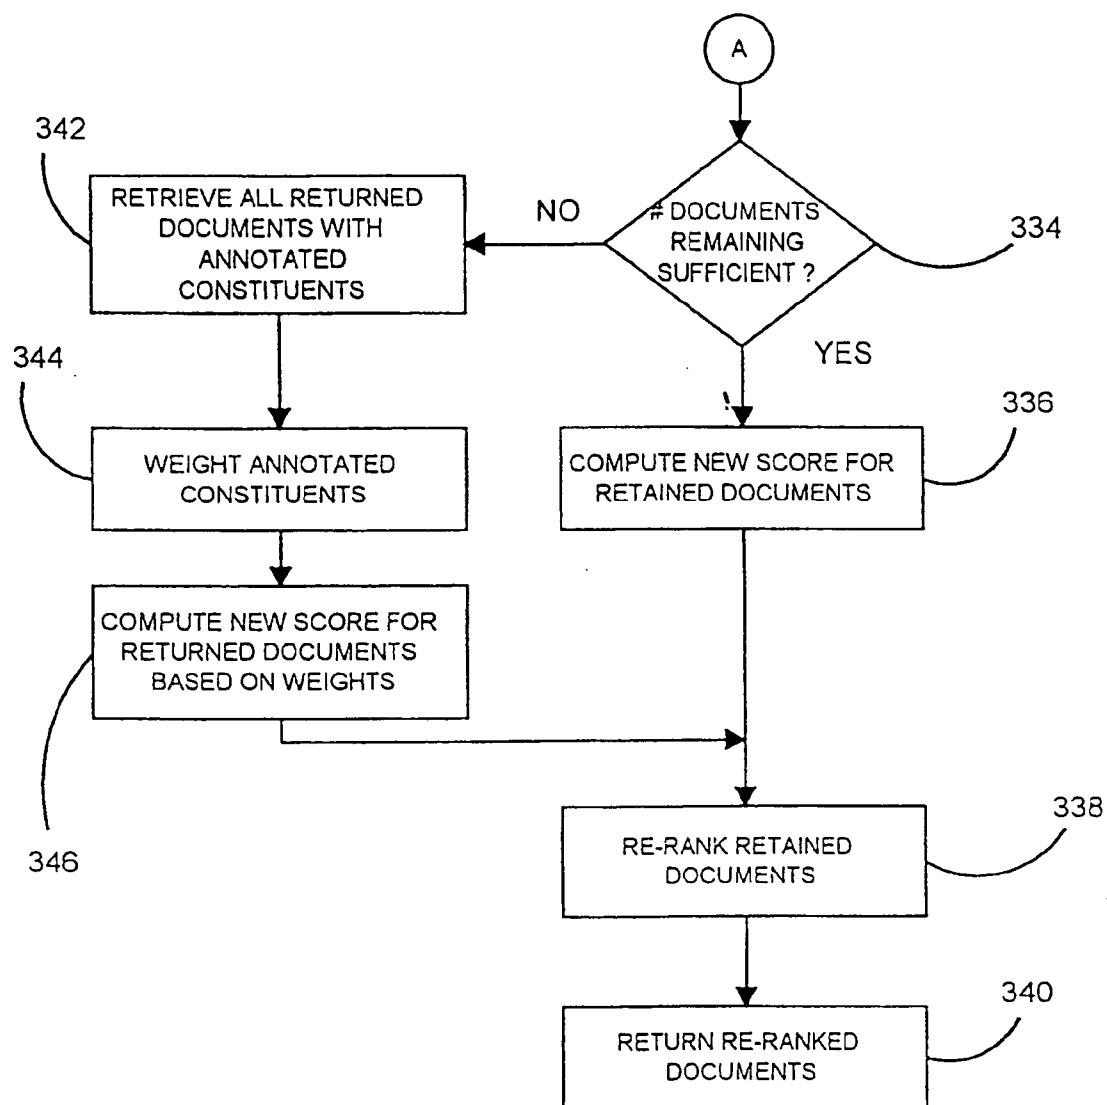 A
342
RETRIEVE ALL RETURNED
DOCUMENTS WITH
ANNOTATED
CONSTITUENTS
NO
# DOCUMENTS
REMAINING
SUFFICIENT ?
334
YES
344
WEIGHT ANNOTATED
CONSTITUENTS
336
COMPUTE NEW SCORE FOR
RETAINED DOCUMENTS
COMPUTE NEW SCORE FOR
RETURNED DOCUMENTS
BASED ON WEIGHTS
346
338
RE-RANK RETAINED
DOCUMENTS
340
RETURN RE-RANKED
DOCUMENTS